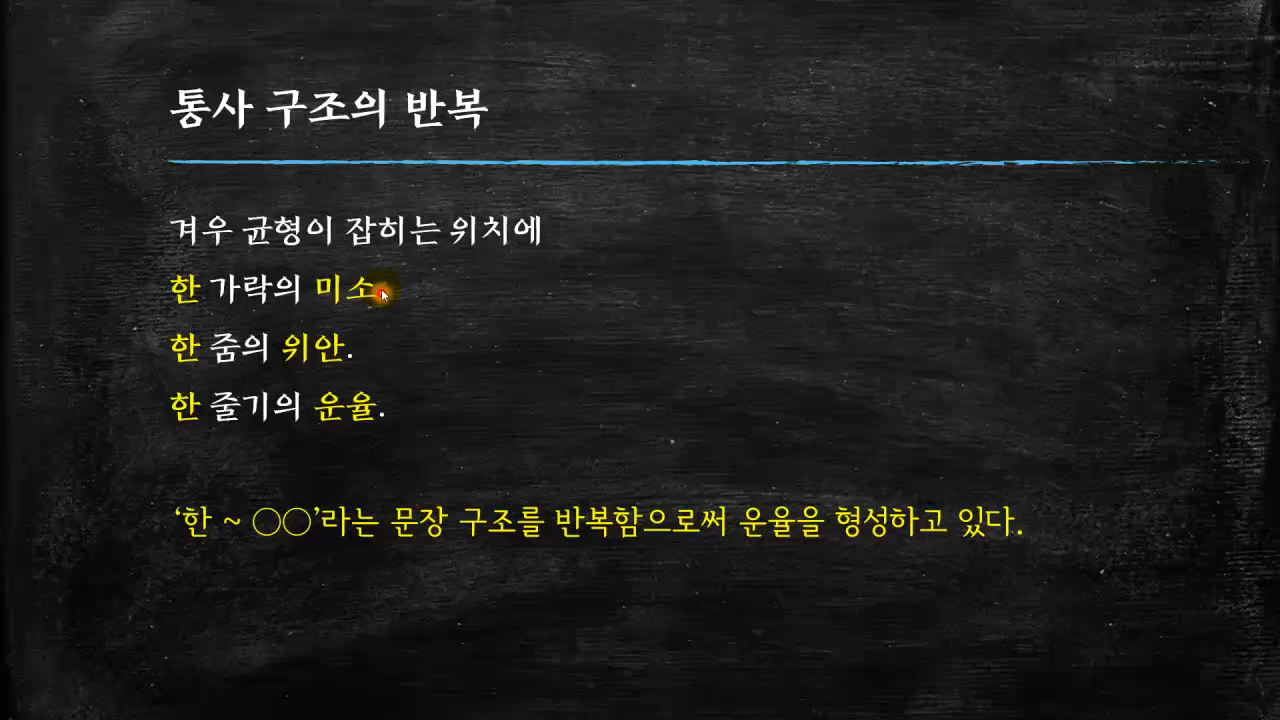 통사 구조의 반복
겨우 균형이 잡히는 위치에
한 가락의 미소
한 줌의 위안.
한 줄기의 운율.
‘한 ~ ○○’라는 문장 구조를 반복함으로써 운율을 형성하고 있다.